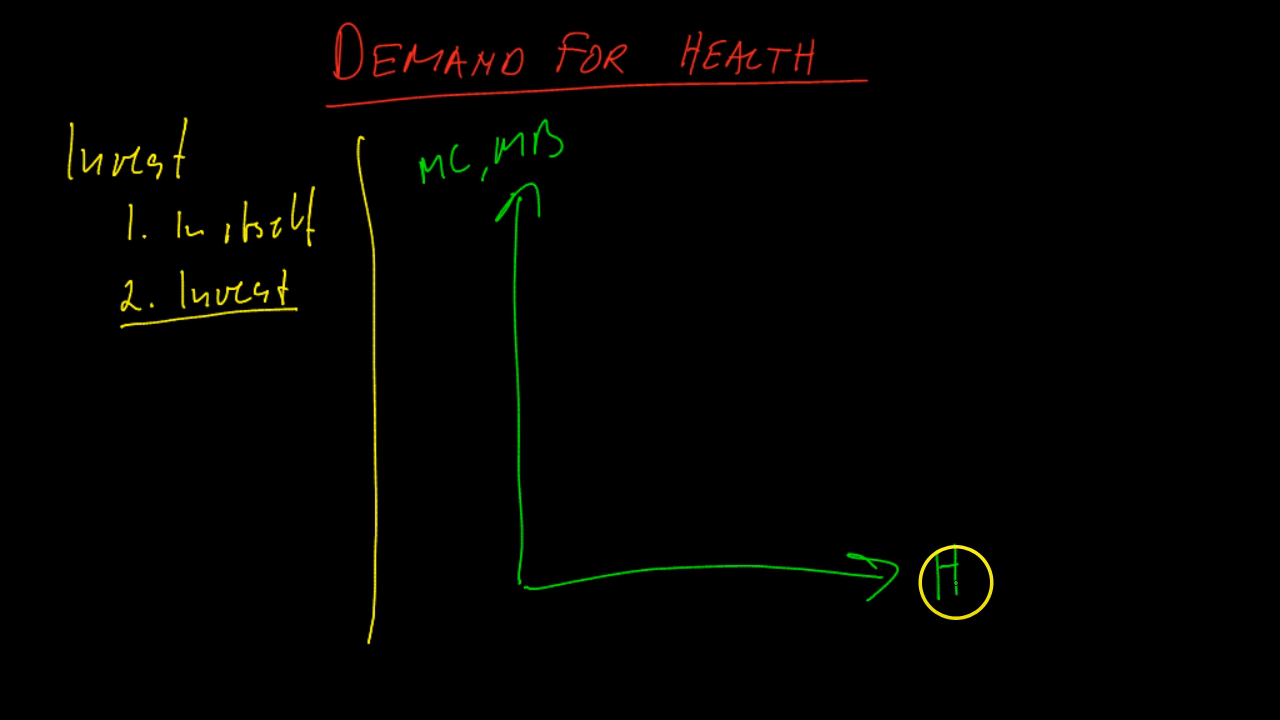 DEMAND FOR HEALTH
Invest
1. In itself
2. Invest
MC, MB
H